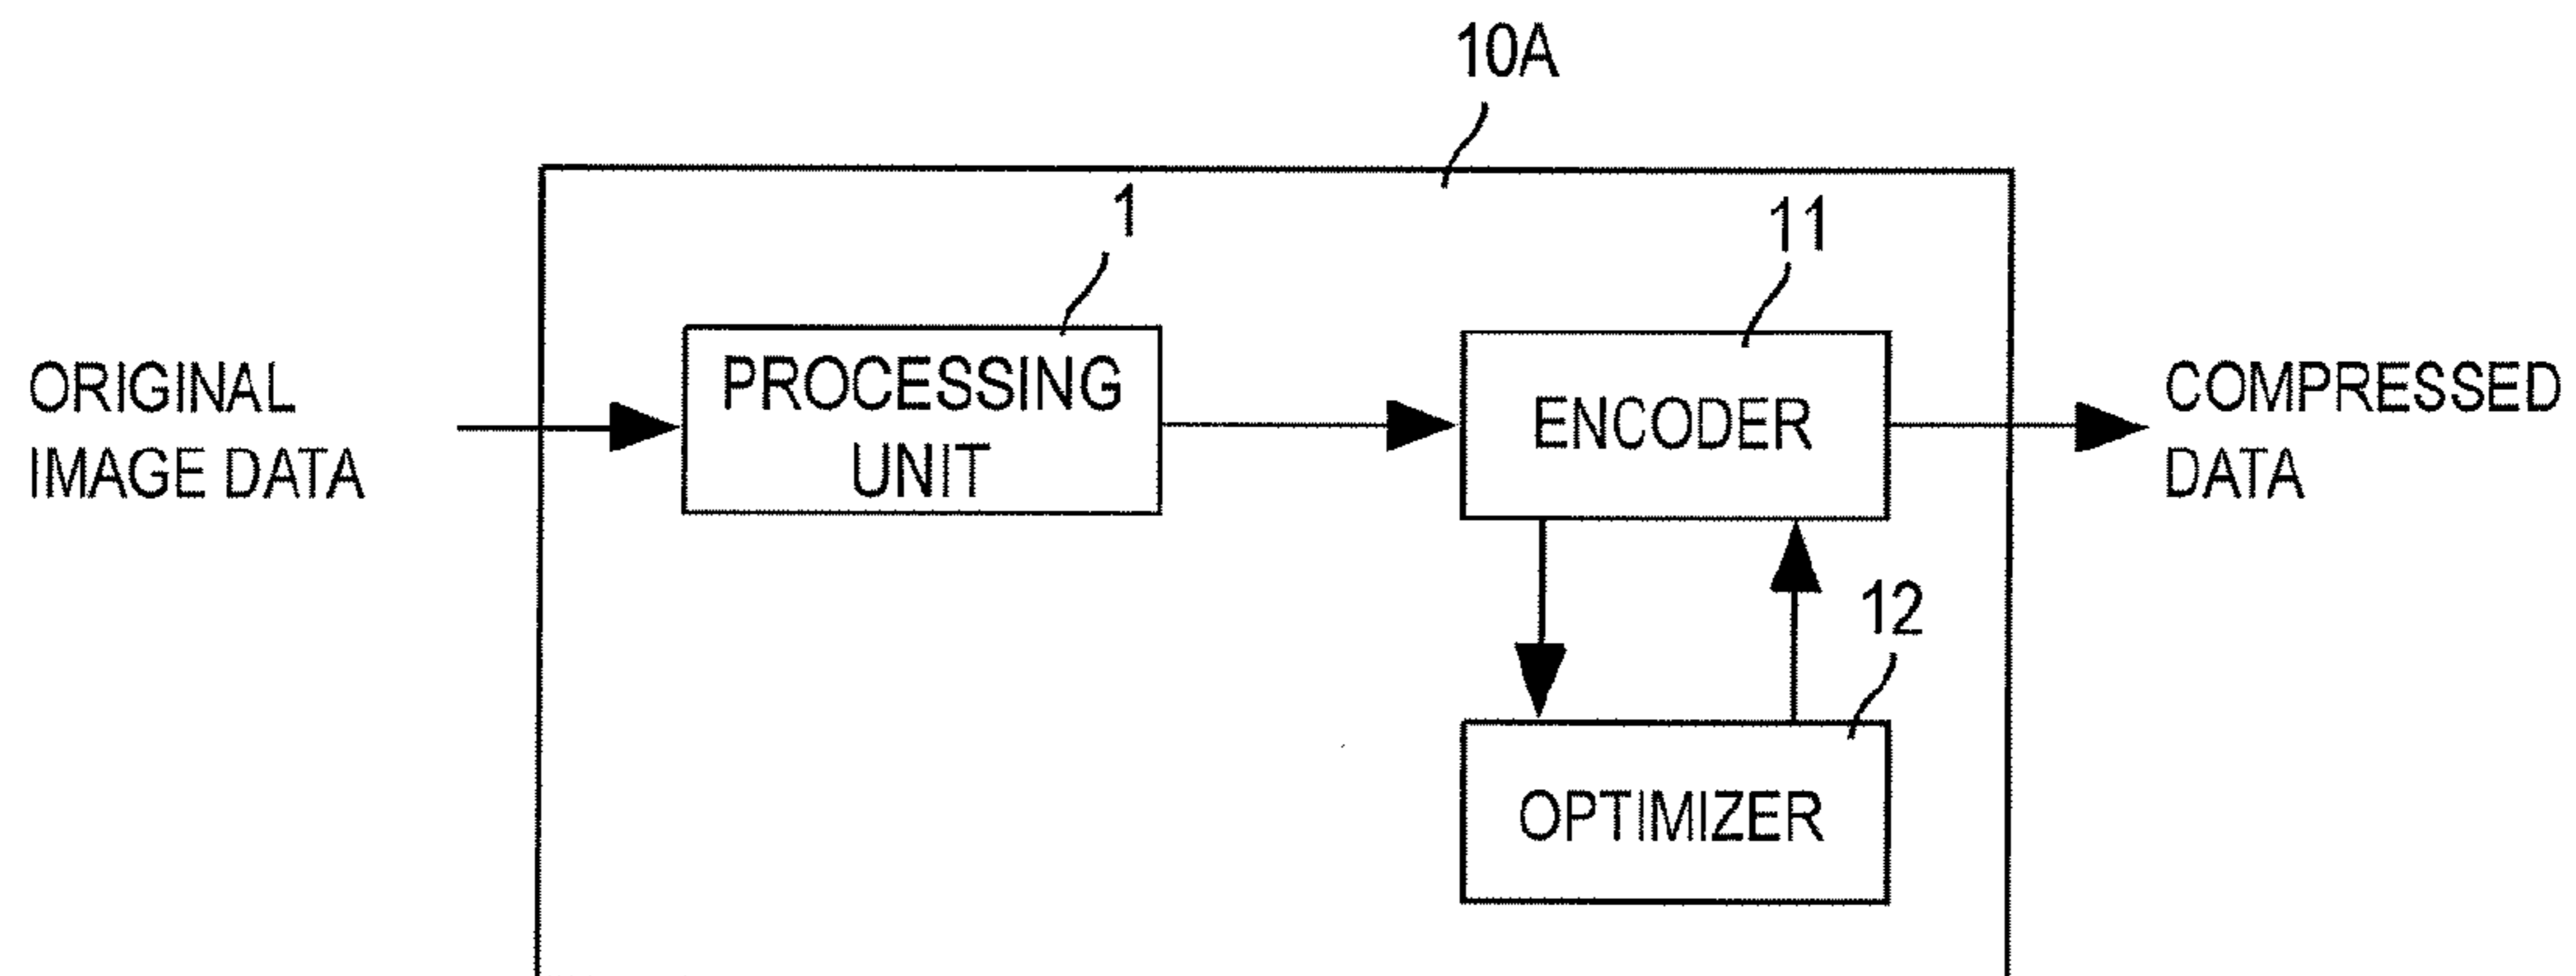 10A
1
11
ORIGINAL
IMAGE DATA
PROCESSING
UNIT
ENCODER
COMPRESSED
DATA
12
OPTIMIZER